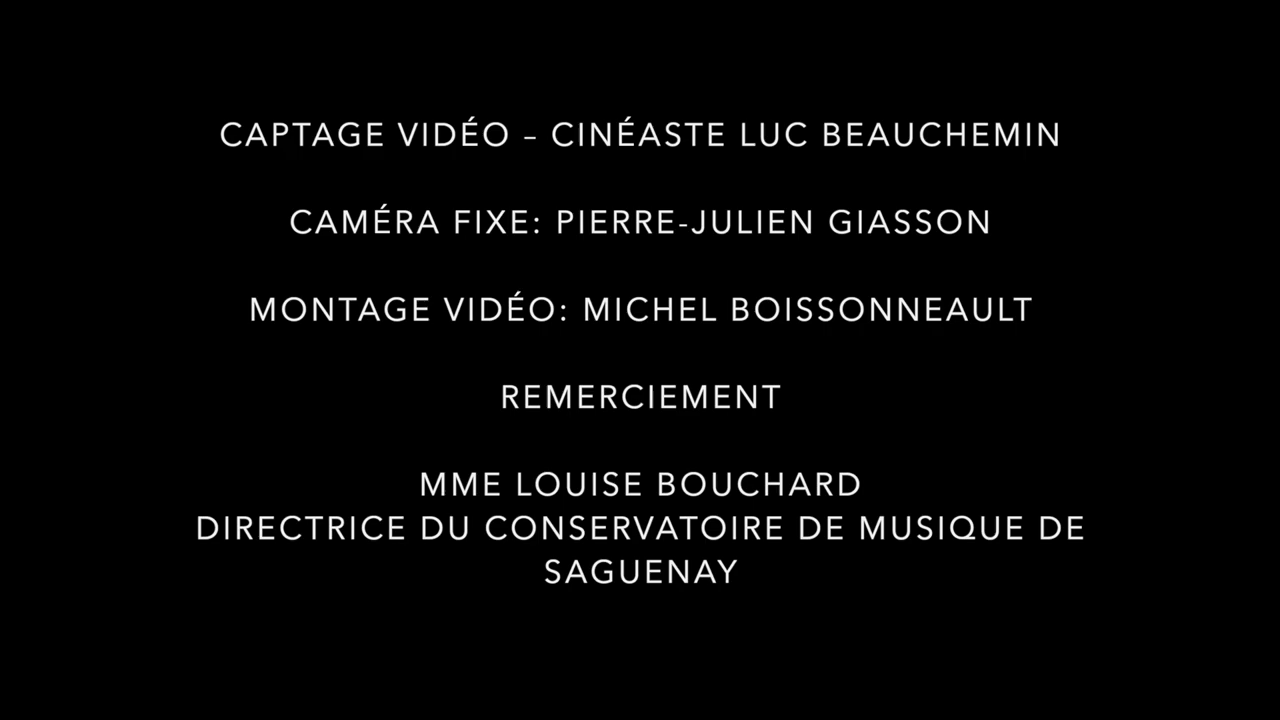 CAPTAGE VIDÉO – CINÉASTE LUC BEAUCHEMIN
CAMÉRA FIXE: PIERRE-JULIEN GIASSON
MONTAGE VIDÉO: MICHEL BOISSONNEAULT
REMERCIEMENT
MME LOUISE BOUCHARD
DIRECTRICE DU CONSERVATOIRE DE MUSIQUE DE
SAGUENAY